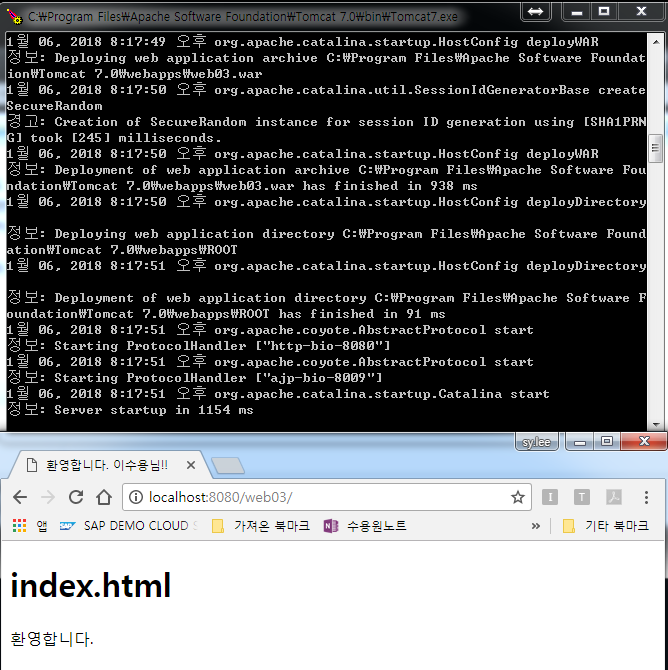 C:₩Program Files₩Apache Software Foundation₩Tomcat 7.0₩bin₩Tomcat7.exe
1월 06, 2018 8:17:49 오후 org.apache.catalina.startup.HostConfig deployWAR
정보: Deploying web application archive C:₩Program Files₩Apache Software Foundat
ion₩Tomcat 7.0₩webapps₩web03.war
1월 06, 2018 8:17:50 오후 org.apache.catalina.util.SessionIdGeneratorBase create
SecureRandom
경고: Creation of SecureRandom instance for session ID generation using [SHA1PRN
G] took [245] milliseconds.
1월 06, 2018 8:17:50 오후 org.apache.catalina.startup.HostConfig deployWAR
정보: Deployment of web application archive C:₩Program Files₩Apache Software Fou
ndation₩Tomcat 7.0₩webapps₩web03.war has finished in 938 ms
1월 06, 2018 8:17:50 오후 org.apache.catalina.startup.HostConfig deployDirectory
정보: Deploying web application directory C:₩Program Files₩Apache Software Found
ation₩Tomcat 7.0₩webapps₩ROOT
1월 06, 2018 8:17:51 오후 org.apache.catalina.startup.HostConfig deployDirectory
정보: Deployment of web application directory C:₩Program Files₩Apache Software F
oundation₩Tomcat 7.0₩webapps₩ROOT has finished in 91 ms
1월 06, 2018 8:17:51 오후 org.apache.coyote.AbstractProtocol start
정보: Starting ProtocolHandler ["http-bio-8080"]
1월 06, 2018 8:17:51 오후 org.apache.coyote.AbstractProtocol start
정보: Starting ProtocolHandler ["ajp-bio-8009"]
1월 06, 2018 8:17:51 오후 org.apache.catalina.startup.Catalina start
정보: Server startup in 1154 ms
sy.lee
환영합니다. 이수용님!!
localhost:8080/web03/
앱 SAP DEMO CLOUD 가져온 북마크 수용원노트 » 기타 북마크
index.html
환영합니다.